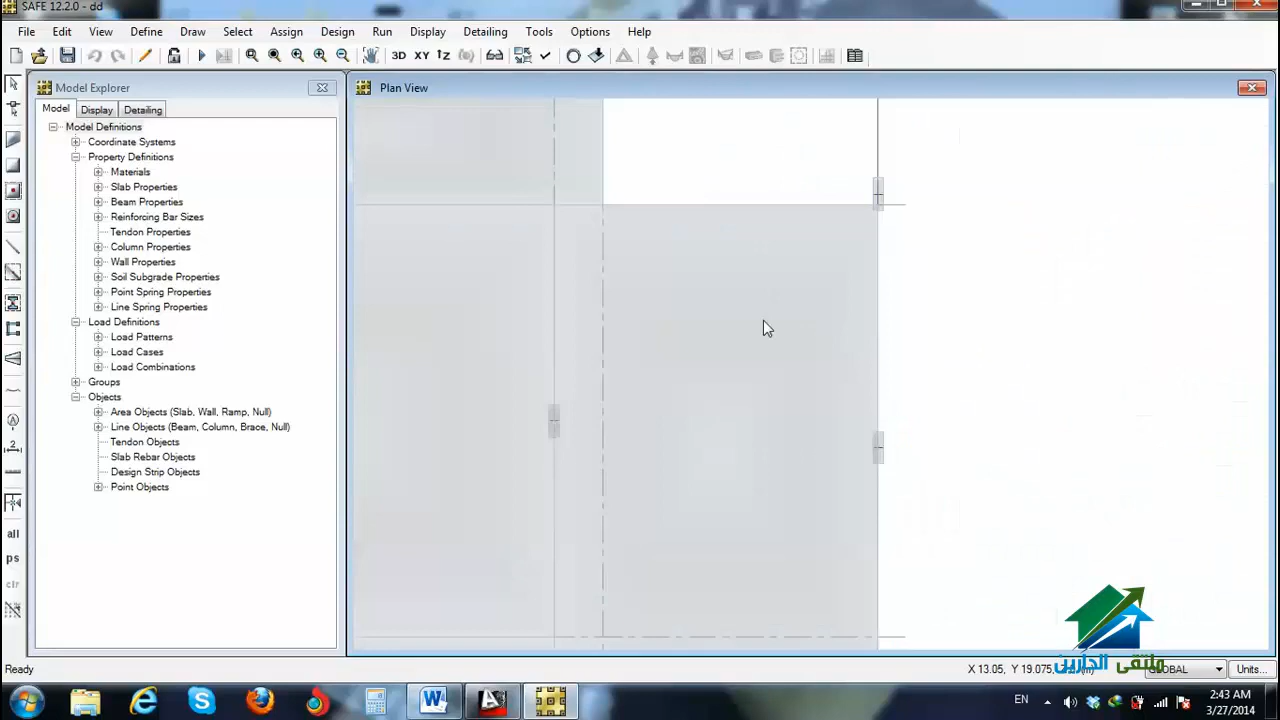 SAFE 12.2.0 - dd
File Edit View Define Draw Select Assign Design Run Display Detailing Tools Options Help
3D XY
Model Explorer
Plan View
Model Display Detailing
Model Definitions
Coordinate Systems
Property Definitions
Materials
Slab Properties
Beam Properties
Reinforcing Bar Sizes
Tendon Properties
Column Properties
Wall Properties
Soil Subgrade Properties
Point Spring Properties
Line Spring Properties
Load Definitions
Load Patterns
Load Cases
Load Combinations
Groups
Objects
Area Objects (Slab, Wall, Ramp, Null)
Line Objects (Beam, Column, Brace, Null)
Tendon Objects
Slab Rebar Objects
Design Strip Objects
Point Objects
all
ps
clr
Ready
X 13.05, Y 19.075,
GLOBAL
Units...
ملتقى الحارثين
EN
2:43 AM
3/27/2014